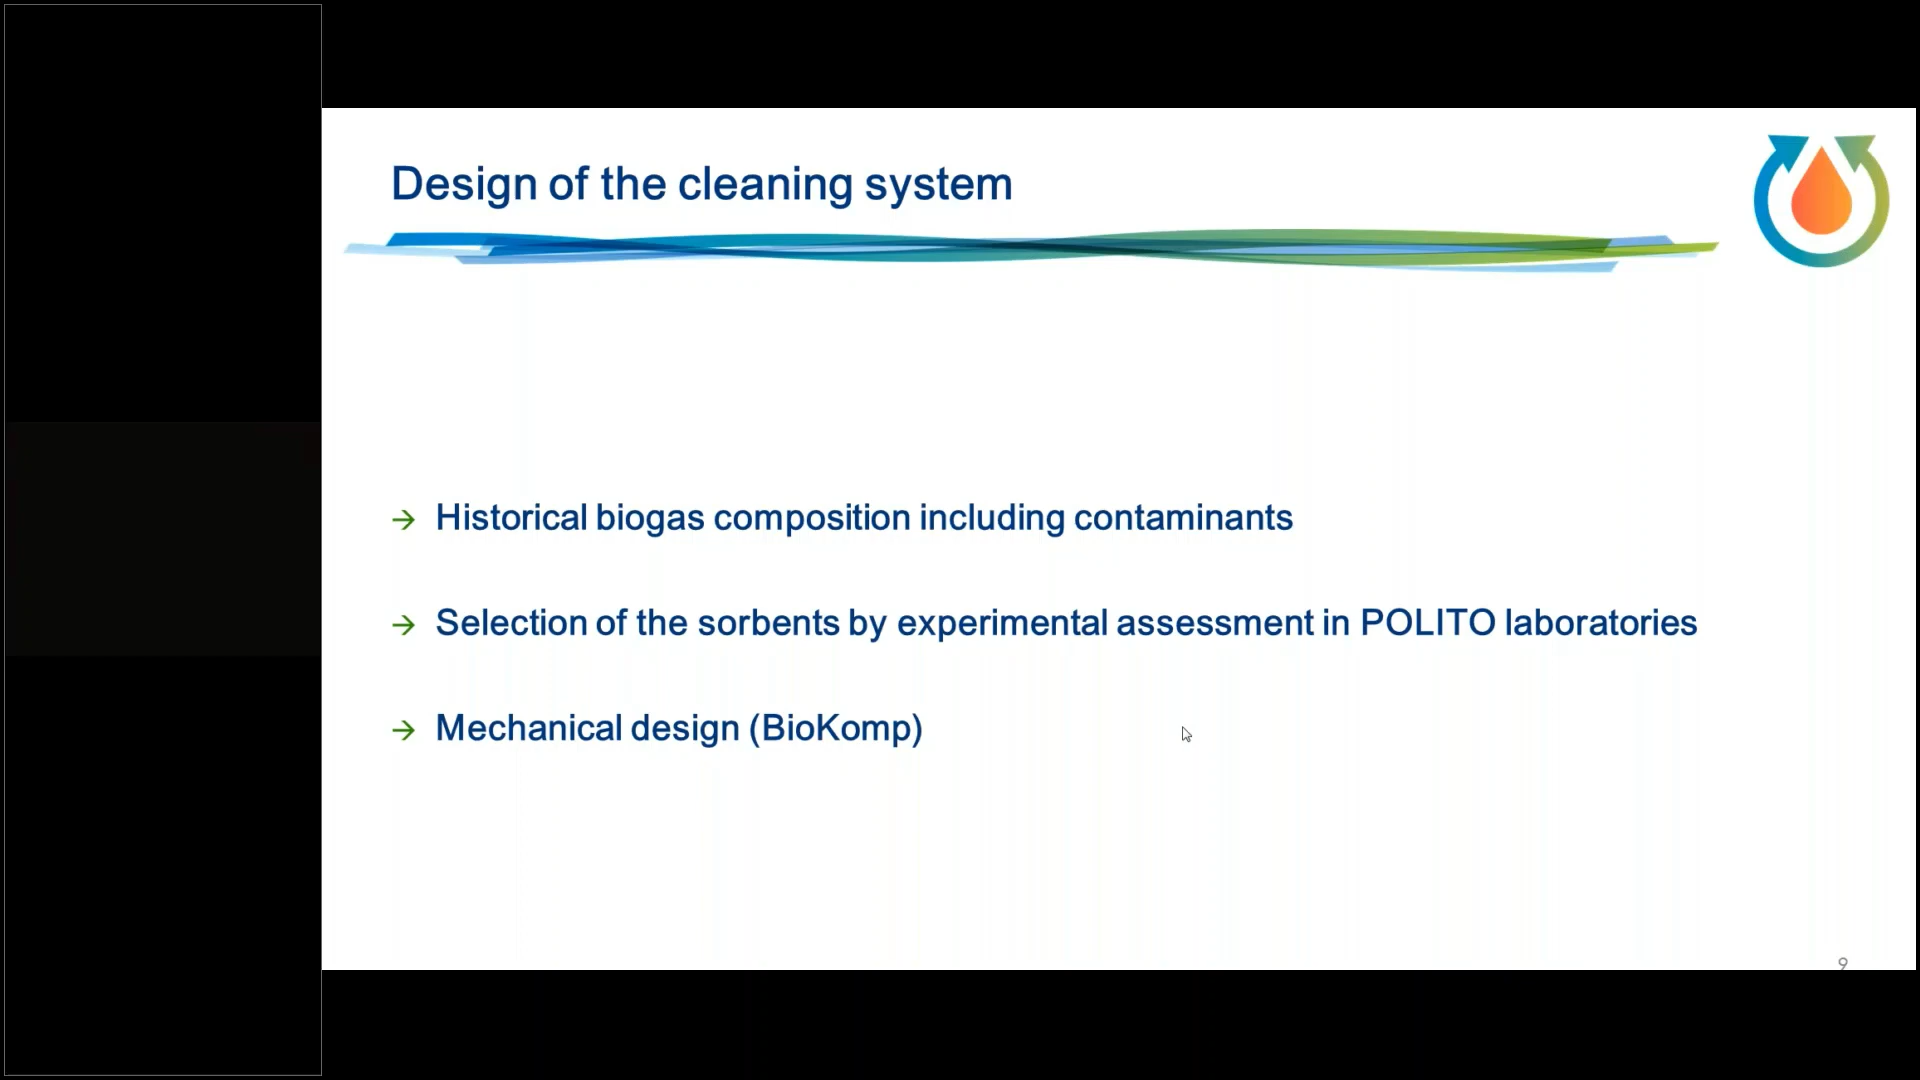 Design of the cleaning system
→ Historical biogas composition including contaminants
→ Selection of the sorbents by experimental assessment in POLITO laboratories
→ Mechanical design (BioKomp)
9